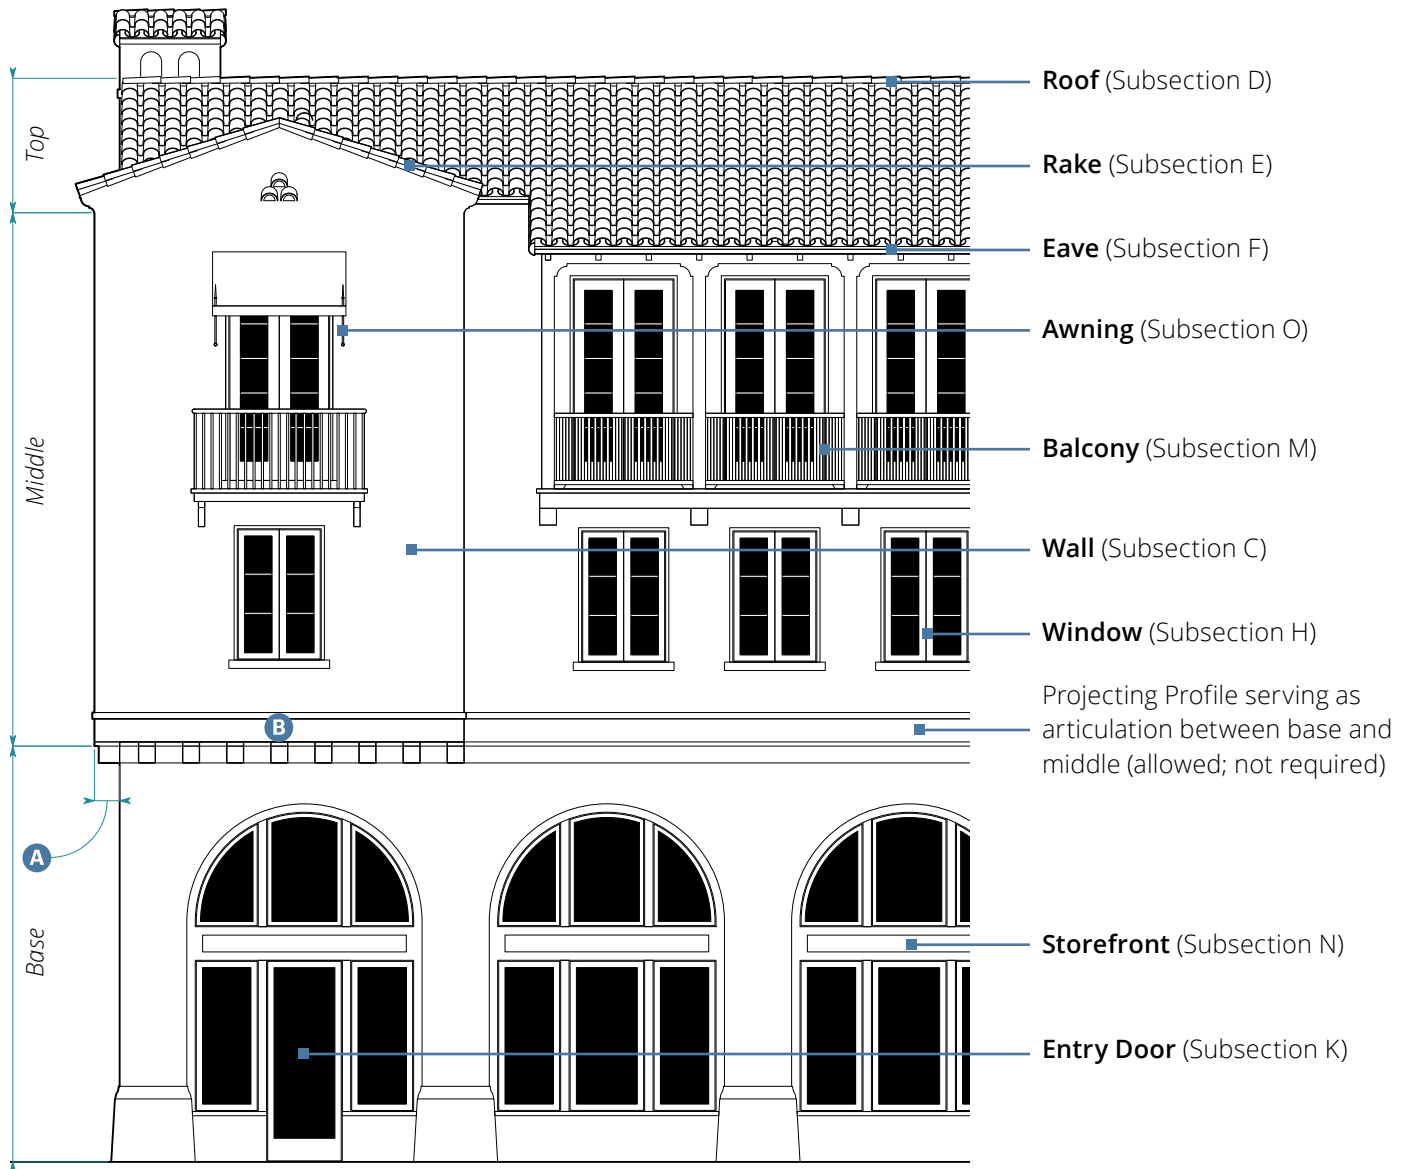 Roof (Subsection D)
Top
Rake (Subsection E)
Eave (Subsection F)
Awning (Subsection O)
Middle
Balcony (Subsection M)
Wall (Subsection C)
Window (Subsection H)
Projecting Profile serving as
articulation between base and
middle (allowed; not required)
B
A
Base
Storefront (Subsection N)
Entry Door (Subsection K)